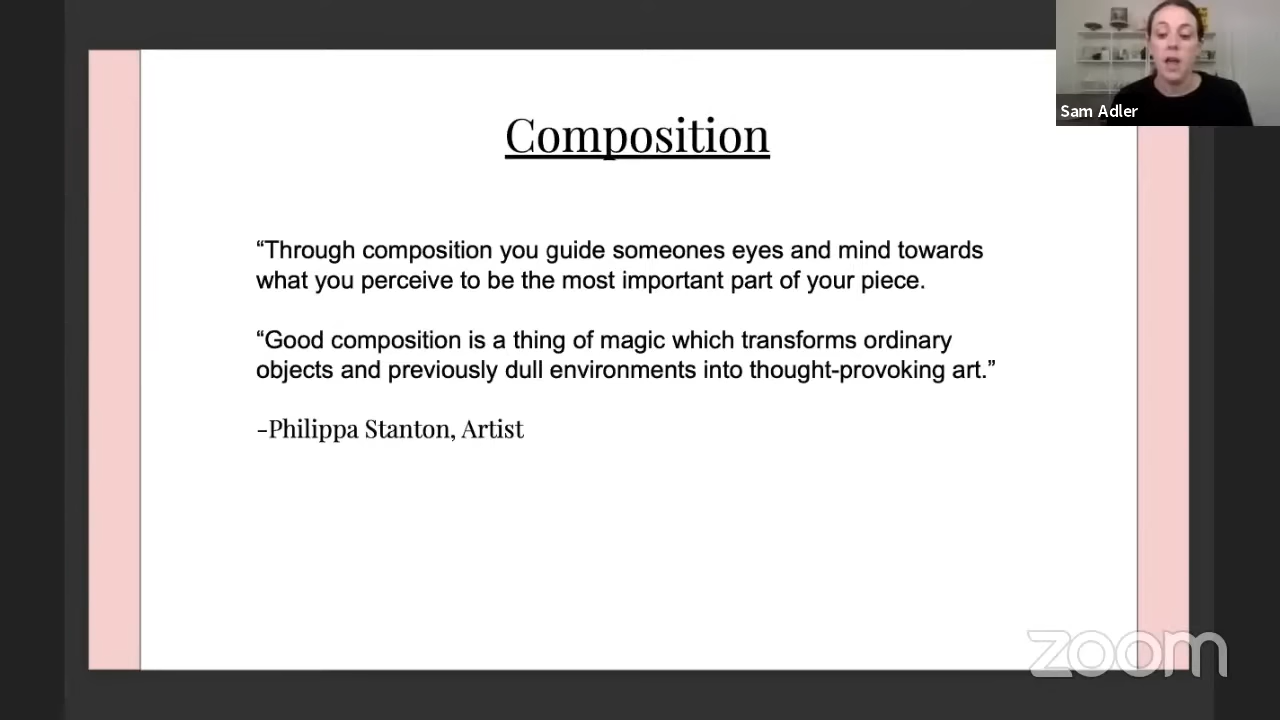 Sam Adler
Composition
“Through composition you guide someones eyes and mind towards
what you perceive to be the most important part of your piece.
“Good composition is a thing of magic which transforms ordinary
objects and previously dull environments into thought-provoking art.”
-Philippa Stanton, Artist
zoom